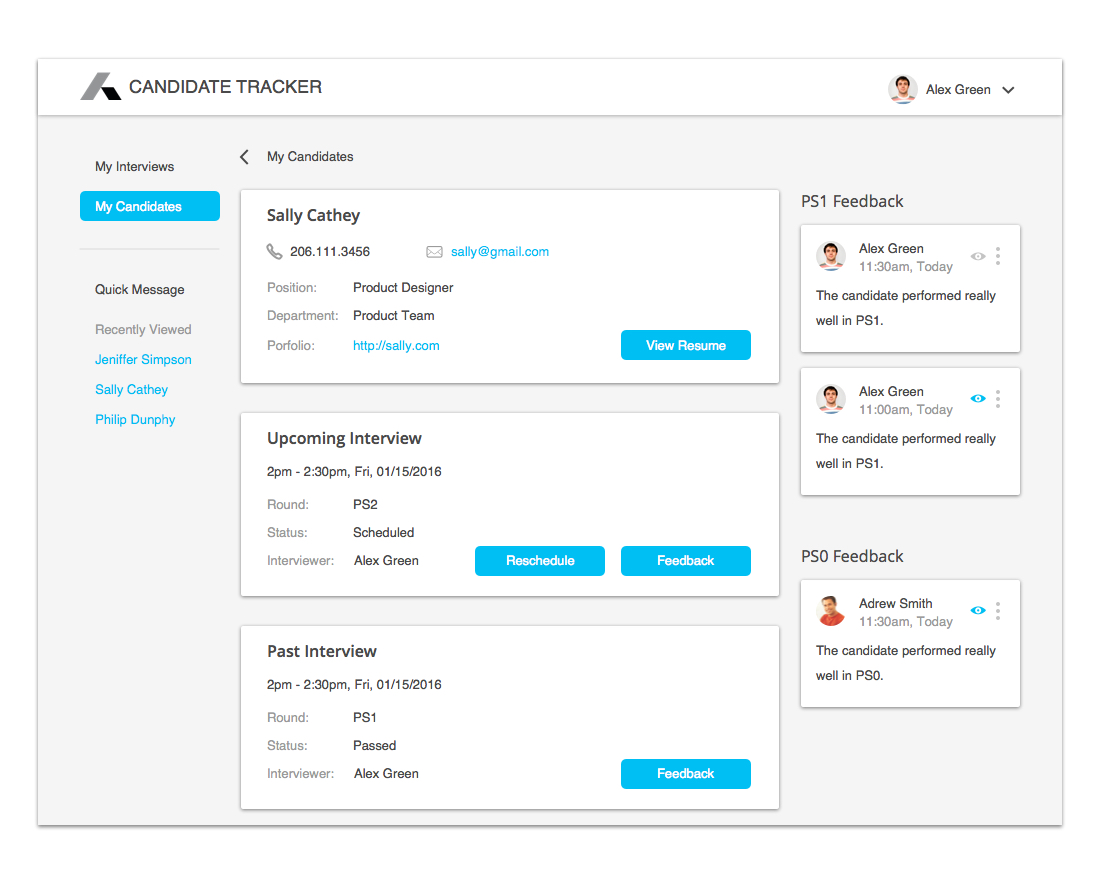 CANDIDATE TRACKER
Alex Green
My Interviews
My Candidates
Quick Message
Recently Viewed
Jeniffer Simpson
Sally Cathey
Philip Dunphy
My Candidates
Sally Cathey
206.111.3456
sally@gmail.com
Position: Product Designer
Department: Product Team
Porfolio: http://sally.com
View Resume
Upcoming Interview
2pm - 2:30pm, Fri, 01/15/2016
Round: PS2
Status: Scheduled
Interviewer: Alex Green
Reschedule
Feedback
Past Interview
2pm - 2:30pm, Fri, 01/15/2016
Round: PS1
Status: Passed
Interviewer: Alex Green
Feedback
PS1 Feedback
Alex Green
11:30am, Today
The candidate performed really
well in PS1.
Alex Green
11:00am, Today
The candidate performed really
well in PS1.
PS0 Feedback
Adrew Smith
11:30am, Today
The candidate performed really
well in PS0.